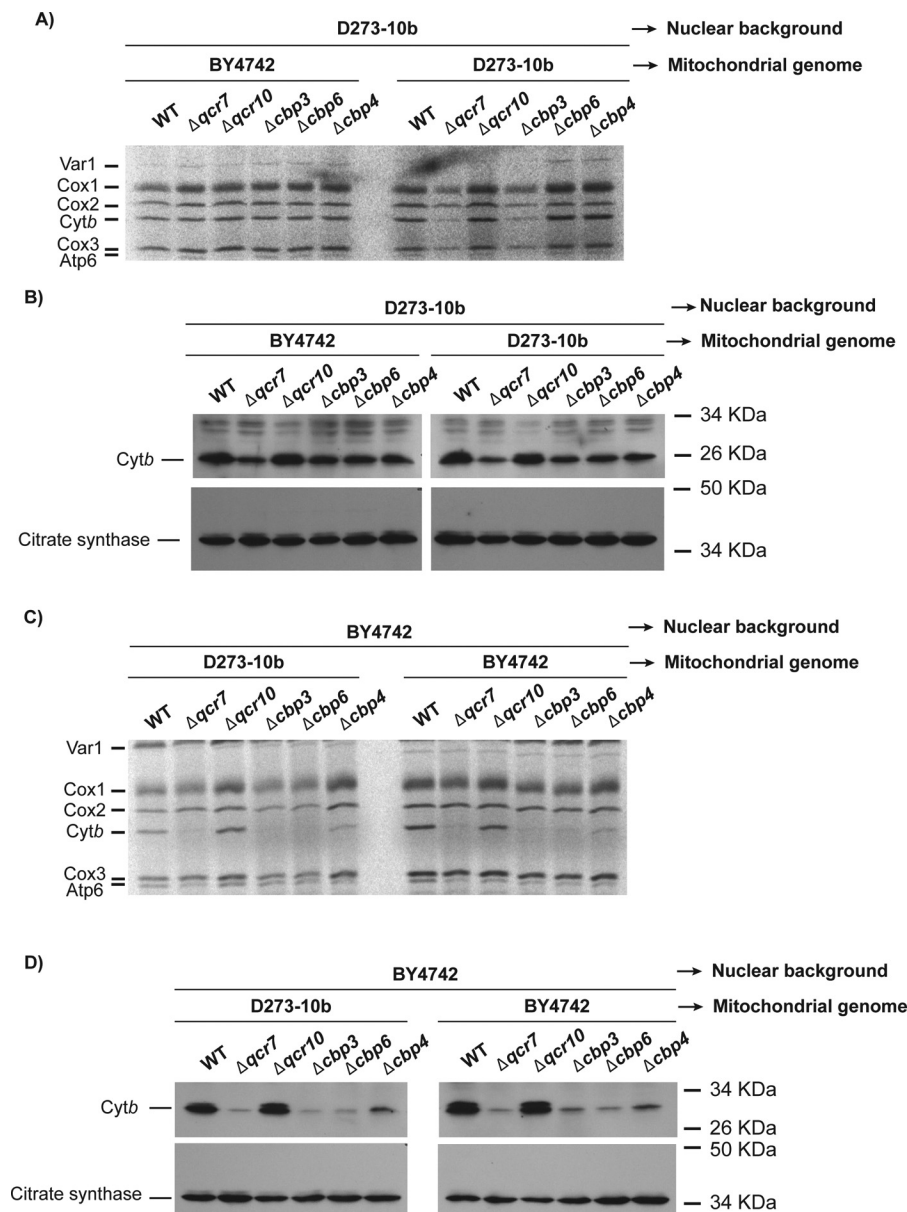 A)
D273-10b → Nuclear background
BY4742 D273-10b → Mitochondrial genome
WT Δqcr7 Δqcr10 Δcbp3 Δcbp6 Δcbp4 WT Δqcr7 Δqcr10 Δcbp3 Δcbp6 Δcbp4
Var1
Cox1
Cox2
Cytb
Cox3
Atp6
B)
D273-10b → Nuclear background
BY4742 D273-10b → Mitochondrial genome
WT Δqcr7 Δqcr10 Δcbp3 Δcbp6 Δcbp4 WT Δqcr7 Δqcr10 Δcbp3 Δcbp6 Δcbp4
34 KDa
Cytb 26 KDa
50 KDa
Citrate synthase
34 KDa
C)
BY4742 → Nuclear background
D273-10b BY4742 → Mitochondrial genome
WT Δqcr7 Δqcr10 Δcbp3 Δcbp6 Δcbp4 WT Δqcr7 Δqcr10 Δcbp3 Δcbp6 Δcbp4
Var1
Cox1
Cox2
Cytb
Cox3
Atp6
D)
BY4742 → Nuclear background
D273-10b BY4742 → Mitochondrial genome
WT Δqcr7 Δqcr10 Δcbp3 Δcbp6 Δcbp4 WT Δqcr7 Δqcr10 Δcbp3 Δcbp6 Δcbp4
34 KDa
Cytb
26 KDa
50 KDa
Citrate synthase 34 KDa